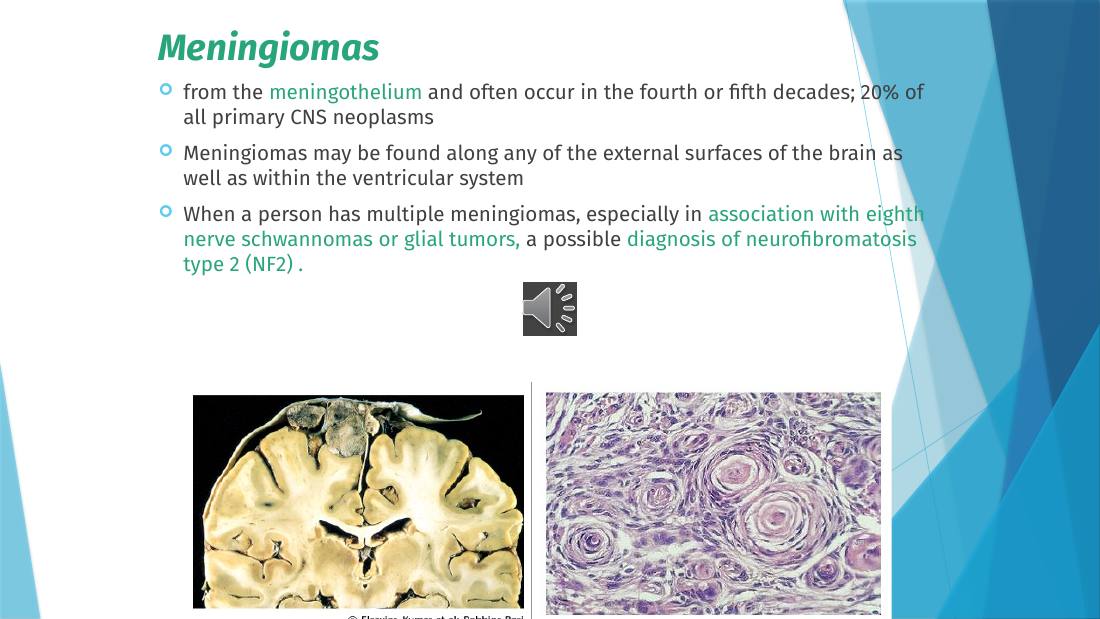 Meningiomas
from the meningothelium and often occur in the fourth or fifth decades; 20% of
all primary CNS neoplasms
Meningiomas may be found along any of the external surfaces of the brain as
well as within the ventricular system
When a person has multiple meningiomas, especially in association with eighth
nerve schwannomas or glial tumors, a possible diagnosis of neurofibromatosis
type 2 (NF2) .